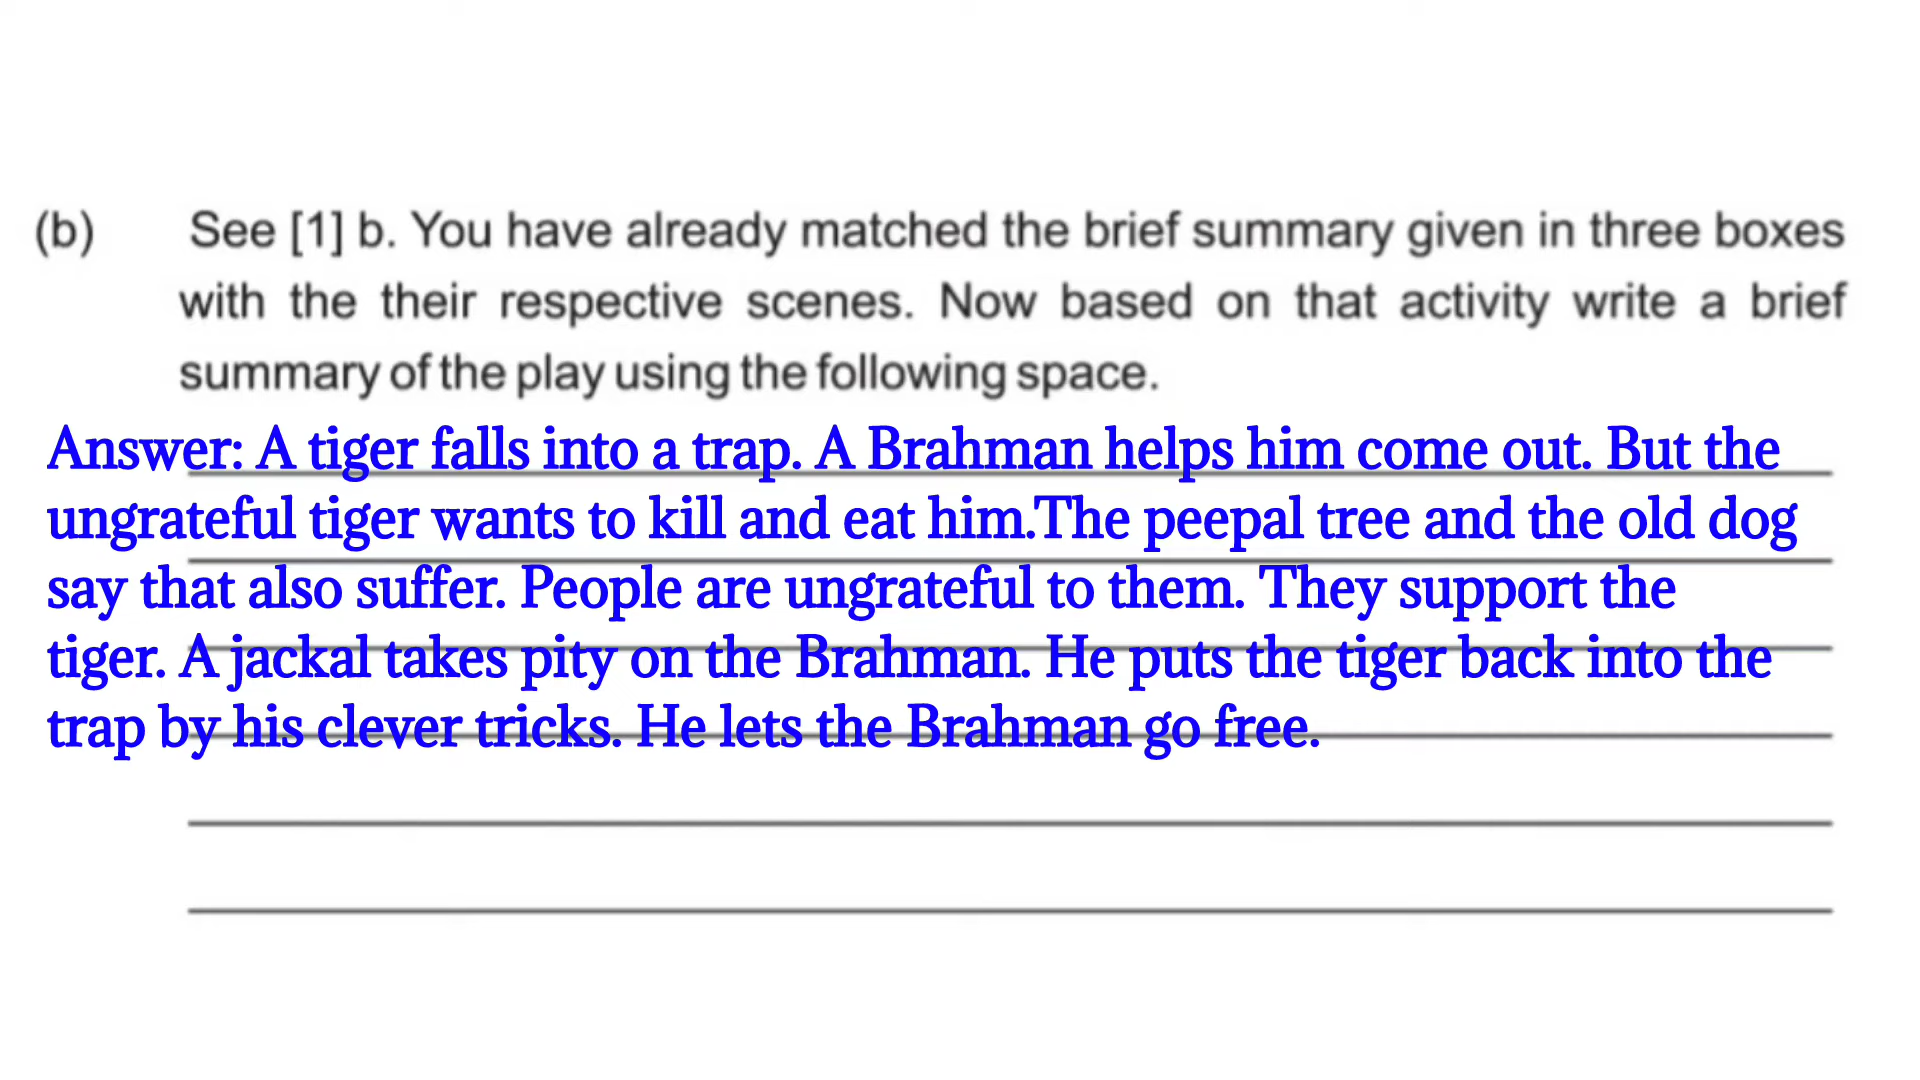 (b) See [1] b. You have already matched the brief summary given in three boxes
with the their respective scenes. Now based on that activity write a brief
summary of the play using the following space.
Answer: A tiger falls into a trap. A Brahman helps him come out. But the
ungrateful tiger wants to kill and eat him.The peepal tree and the old dog
say that also suffer. People are ungrateful to them. They support the
tiger. A jackal takes pity on the Brahman. He puts the tiger back into the
trap by his clever tricks. He lets the Brahman go free.